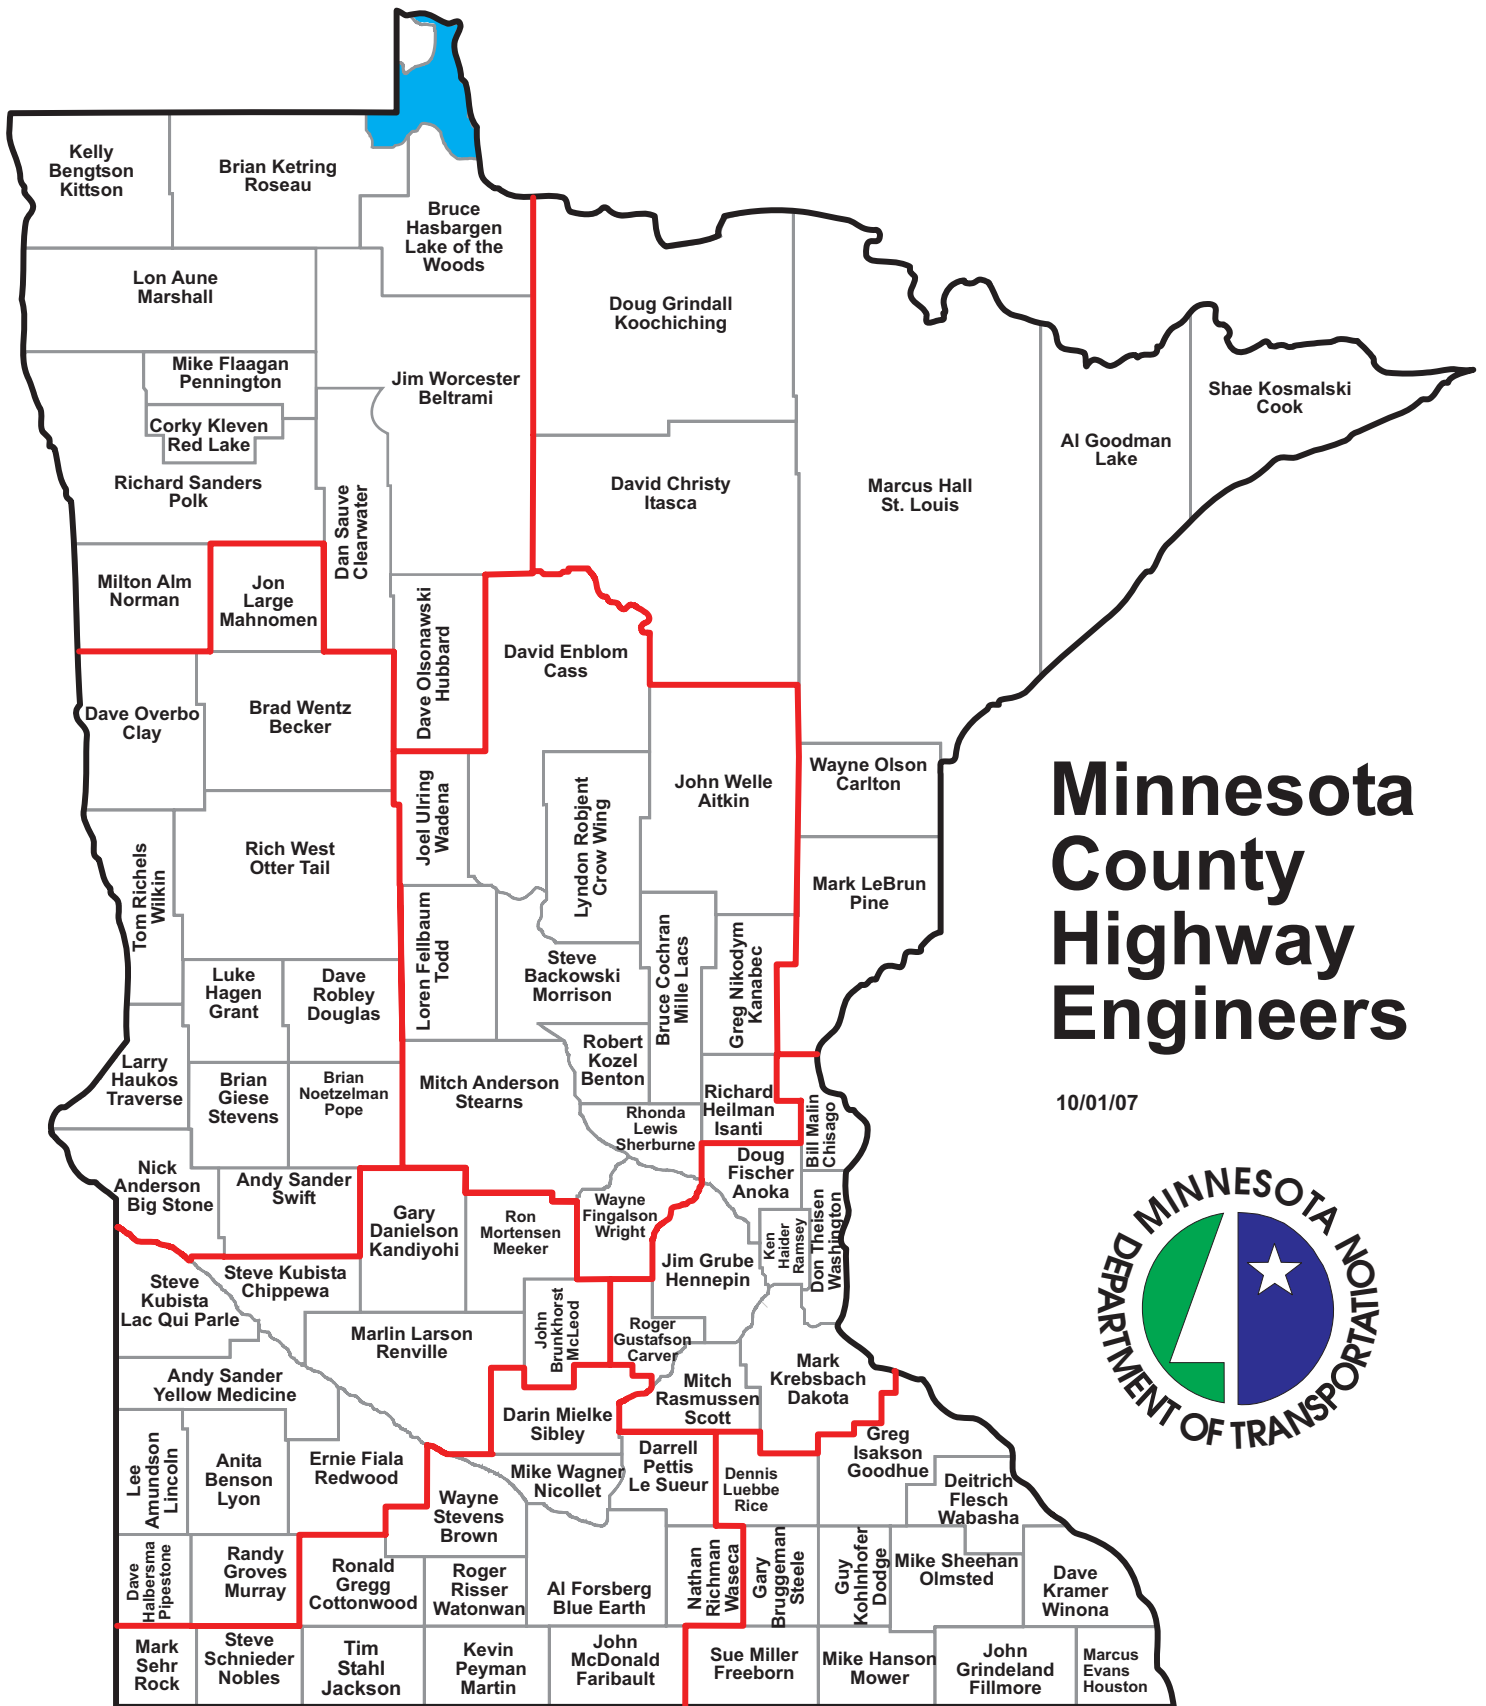 Kelly
Bengtson
Kittson
Brian Ketring
Roseau
Bruce
Hasbargen
Lake of the
Woods
Lon Aune
Marshall
Doug Grindall
Koochiching
Mike Flaagan
Pennington
Jim Worcester
Beltrami
Shae Kosmalski
Cook
Corky Kleven
Red Lake
Al Goodman
Lake
Richard Sanders
Polk
David Christy
Itasca
Marcus Hall
St. Louis
Dan Sauve
Clearwater
Milton Alm
Norman
Jon
Large
Mahnomen
Dave Olsonawski
Hubbard
David Enblom
Cass
Dave Overbo
Clay
Brad Wentz
Becker
John Welle
Aitkin
Wayne Olson
Carlton
Joel Ulring
Wadena
Lyndon Robjent
Crow Wing
Rich West
Otter Tail
Tom Richels
Wilkin
Mark LeBrun
Pine
Loren Fellbaum
Todd
Steve
Backowski
Morrison
Bruce Cochran
Mille Lacs
Greg Nikodym
Kanabec
Luke
Hagen
Grant
Dave
Robley
Douglas
Larry
Haukos
Traverse
Brian
Giese
Stevens
Brian
Noetzelman
Pope
Mitch Anderson
Stearns
Robert
Kozel
Benton
Rhonda
Lewis
Sherburne
Richard
Heilman
Isanti
Bill Malin
Chisago
Nick
Anderson
Big Stone
Andy Sander
Swift
Doug
Fischer
Anoka
Gary
Danielson
Kandiyohi
Ron
Mortensen
Meeker
Wayne
Fingalson
Wright
Ken
Haider
Ramsey
Don Theisen
Washington
Jim Grube
Hennepin
Steve
Kubista
Lac Qui Parle
Steve Kubista
Chippewa
Marlin Larson
Renville
John
Brunkhorst
McLeod
Roger
Gustafson
Carver
Andy Sander
Yellow Medicine
Mitch
Rasmussen
Scott
Mark
Krebsbach
Dakota
Darin Mielke
Sibley
Lee
Amundson
Lincoln
Anita
Benson
Lyon
Ernie Fiala
Redwood
Mike Wagner
Nicollet
Darrell
Pettis
Le Sueur
Dennis
Luebbe
Rice
Greg
Isakson
Goodhue
Deitrich
Flesch
Wabasha
Wayne
Stevens
Brown
Dave
Halbersma
Pipestone
Randy
Groves
Murray
Ronald
Gregg
Cottonwood
Roger
Risser
Watonwan
Al Forsberg
Blue Earth
Nathan
Richman
Waseca
Gary
Bruggeman
Steele
Guy
Kohlnhofer
Dodge
Mike Sheehan
Olmsted
Dave
Kramer
Winona
Mark
Sehr
Rock
Steve
Schnieder
Nobles
Tim
Stahl
Jackson
Kevin
Peyman
Martin
John
McDonald
Faribault
Sue Miller
Freeborn
Mike Hanson
Mower
John
Grindeland
Fillmore
Marcus
Evans
Houston
Minnesota
County
Highway
Engineers
10/01/07
MINNESOTA
DEPARTMENT OF TRANSPORTATION